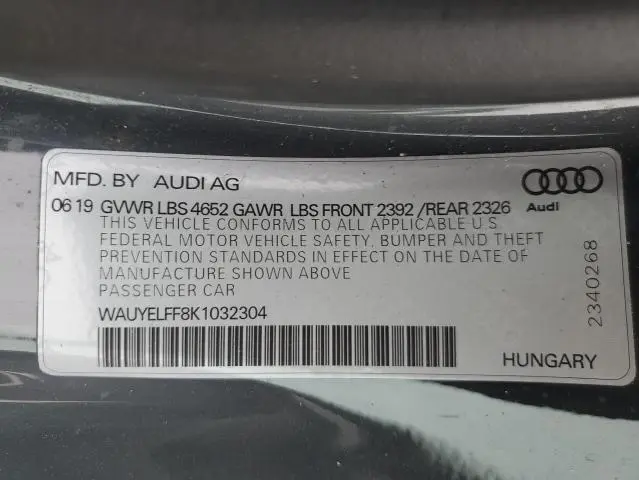 MFD. BY AUDI AG
06 19 GVWR LBS 4652 GAWR LBS FRONT 2392 /REAR 2326
THIS VEHICLE CONFORMS TO ALL APPLICABLE U.S
FEDERAL MOTOR VEHICLE SAFETY, BUMPER AND THEFT
PREVENTION STANDARDS IN EFFECT ON THE DATE OF
MANUFACTURE SHOWN ABOVE
PASSENGER CAR
WAUYELFF8K1032304
Audi
2340268
HUNGARY